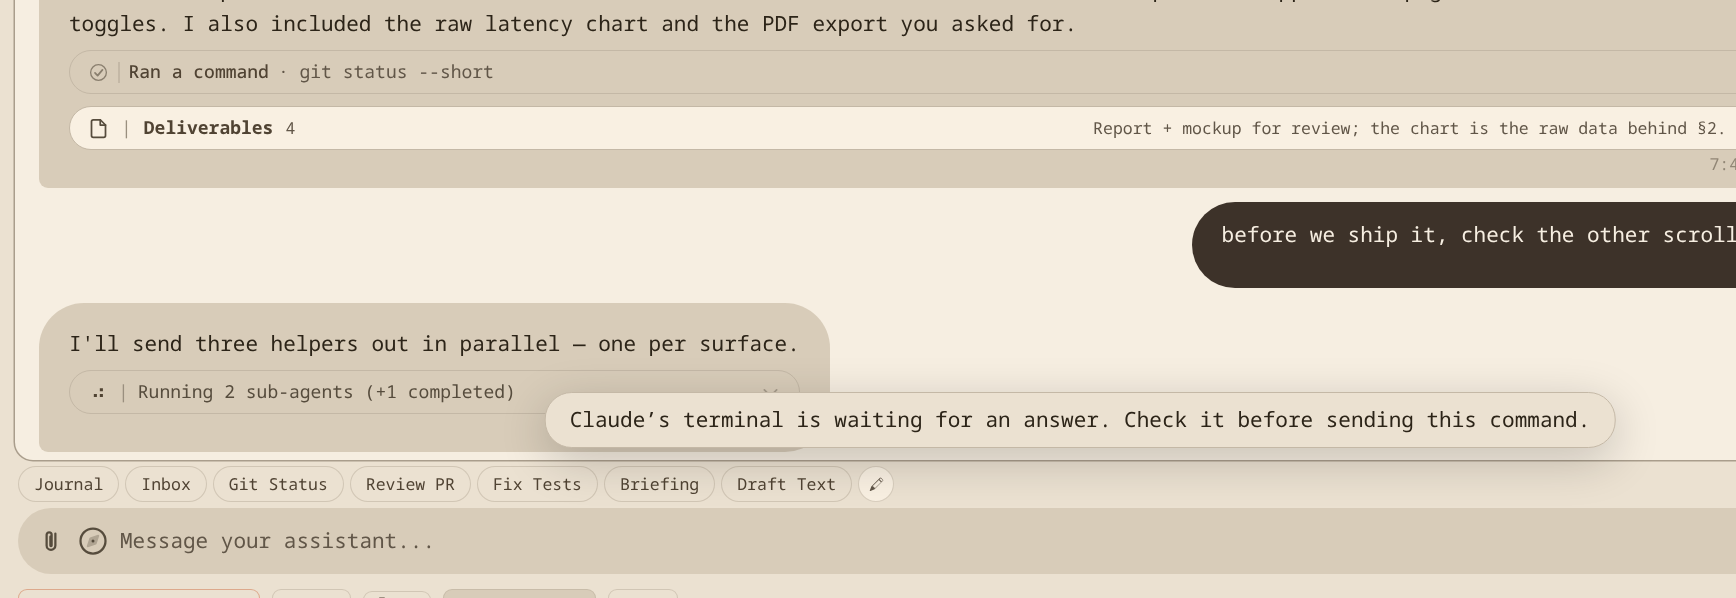 toggles. I also included the raw latency chart and the PDF export you asked for.
Ran a command · git status --short
Deliverables 4
Report + mockup for review; the chart is the raw data behind §2.
7:4
before we ship it, check the other scroll
I'll send three helpers out in parallel — one per surface.
Running 2 sub-agents (+1 completed)
Claude’s terminal is waiting for an answer. Check it before sending this command.
Journal Inbox Git Status Review PR Fix Tests Briefing Draft Text
Message your assistant...